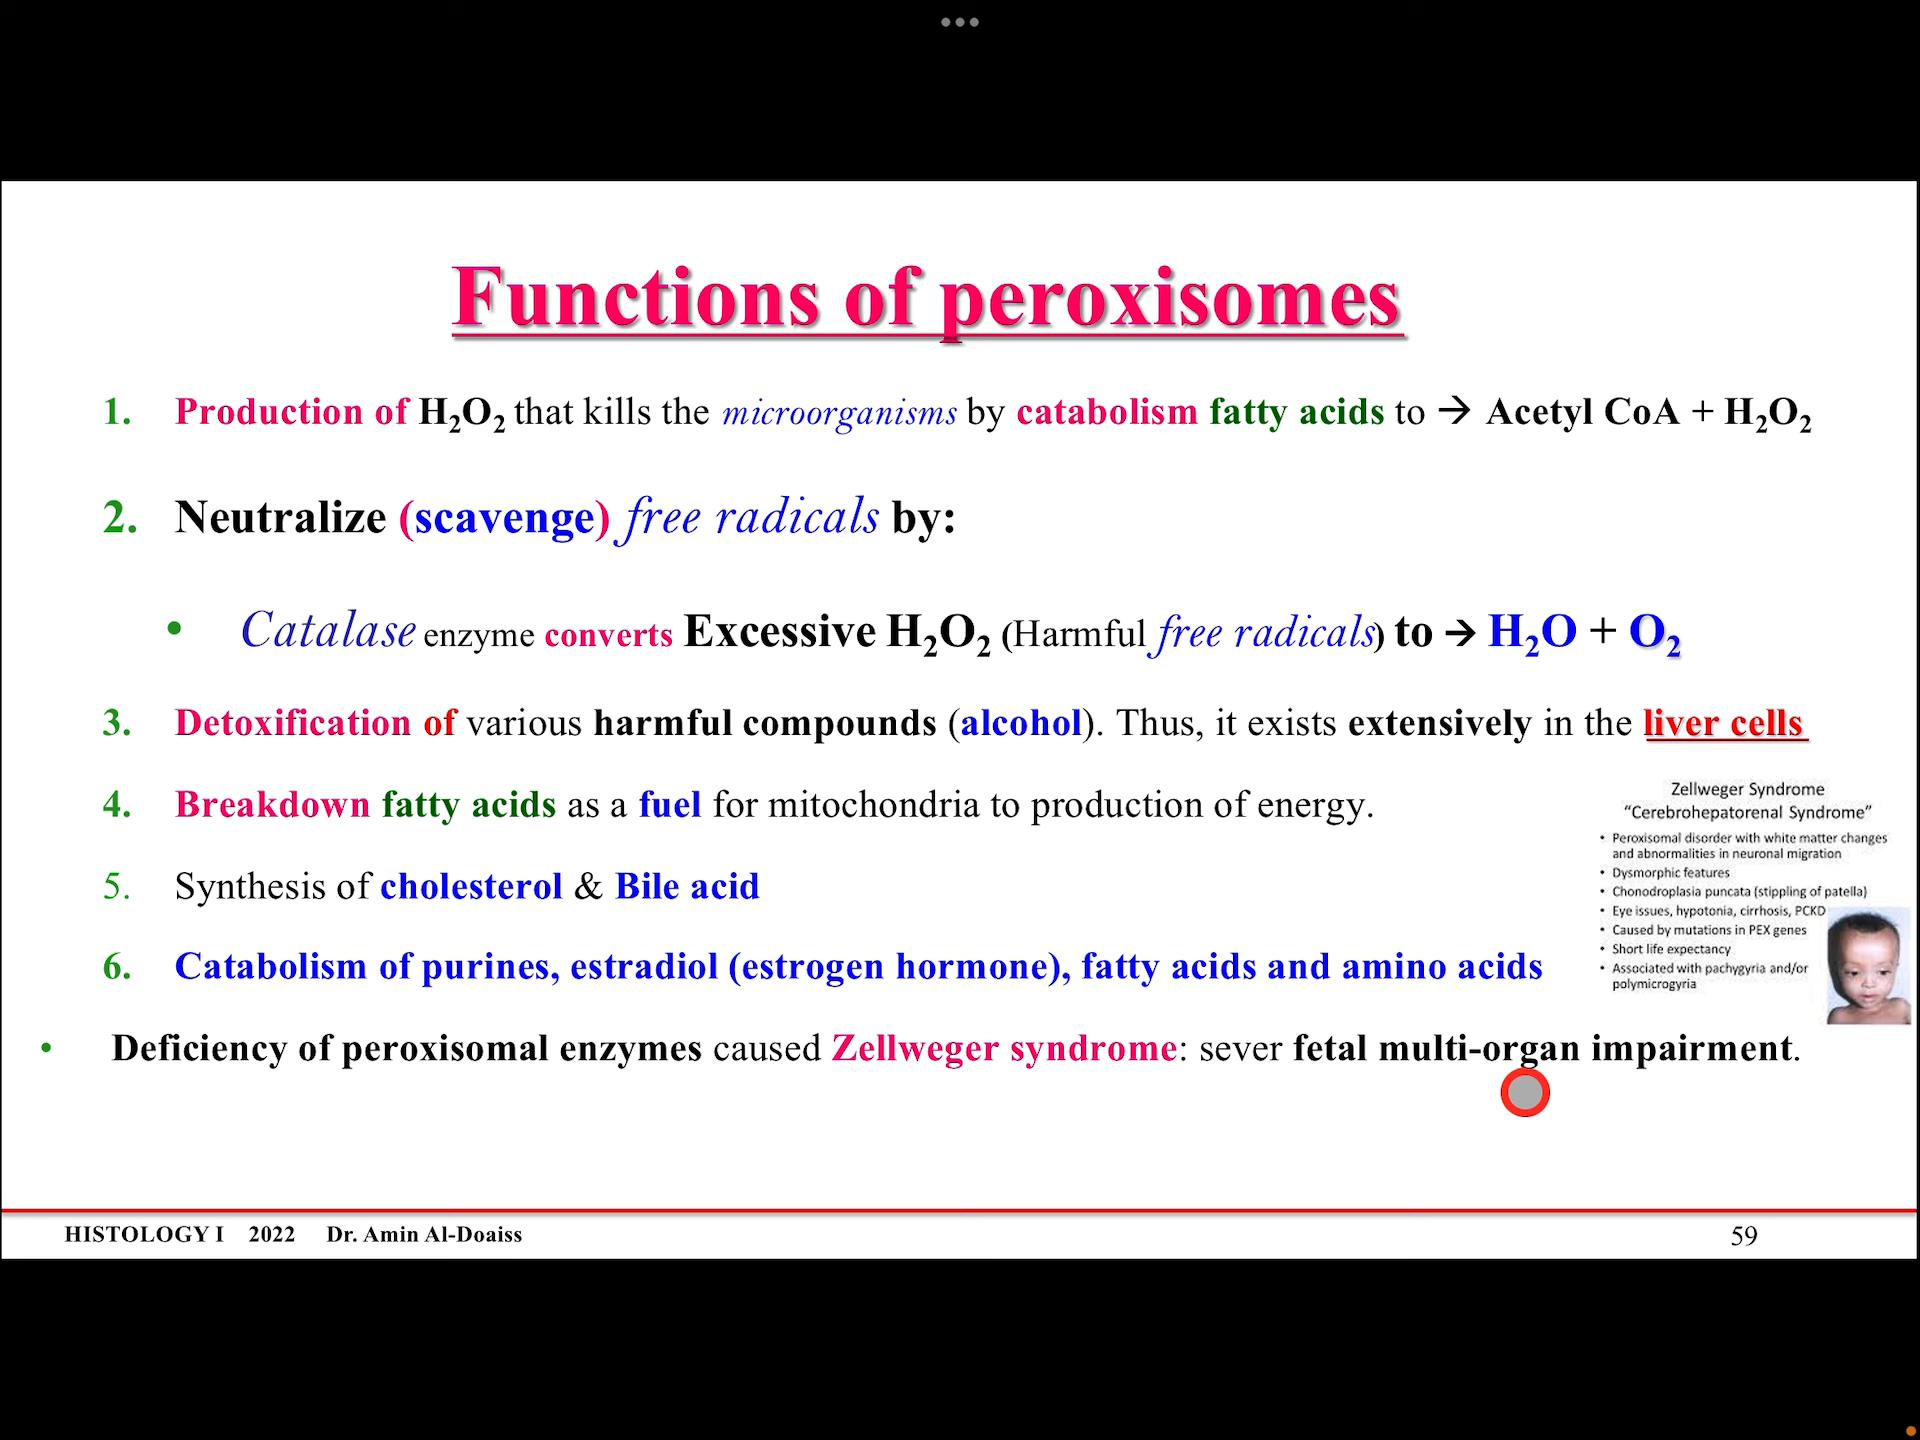 Functions of peroxisomes
1. Production of H₂O₂ that kills the microorganisms by catabolism fatty acids to → Acetyl CoA + H₂O₂
2. Neutralize (scavenge) free radicals by:
• Catalase enzyme converts Excessive H₂O₂ (Harmful free radicals) to → H₂O + O₂
3. Detoxification of various harmful compounds (alcohol). Thus, it exists extensively in the liver cells
4. Breakdown fatty acids as a fuel for mitochondria to production of energy.
5. Synthesis of cholesterol & Bile acid
6. Catabolism of purines, estradiol (estrogen hormone), fatty acids and amino acids
Zellweger Syndrome
“Cerebrohepatorenal Syndrome”
• Peroxisomal disorder with white matter changes
and abnormalities in neuronal migration
• Dysmorphic features
• Chonodroplasia puncata (stippling of patella)
• Eye issues, hypotonia, cirrhosis, PCKD
• Caused by mutations in PEX genes
• Short life expectancy
• Associated with pachygyria and/or
polymicrogyria
• Deficiency of peroxisomal enzymes caused Zellweger syndrome: sever fetal multi-organ impairment.
HISTOLOGY I 2022 Dr. Amin Al-Doaiss
59